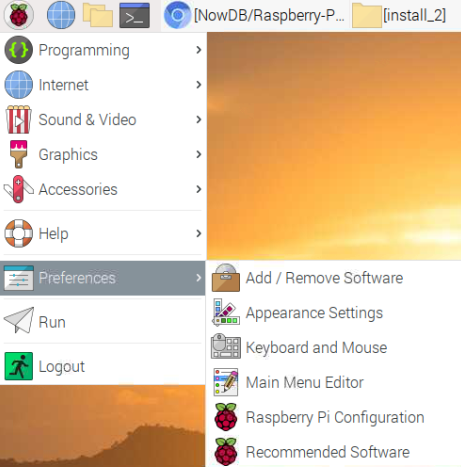 [NowDB/Raspberry-P... [install_2]
Programming
Internet
Sound & Video
Graphics
Accessories
Help
Preferences
Run
Logout
Add / Remove Software
Appearance Settings
Keyboard and Mouse
Main Menu Editor
Raspberry Pi Configuration
Recommended Software